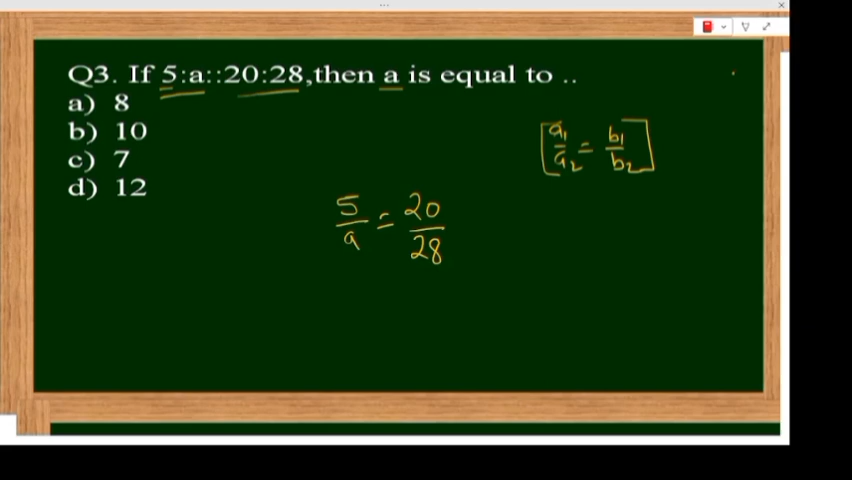 Q3. If 5:a::20:28,then a is equal to ..
a) 8
b) 10
c) 7
d) 12
[a₁/a₂ = b₁/b₂]
5/a = 20/28